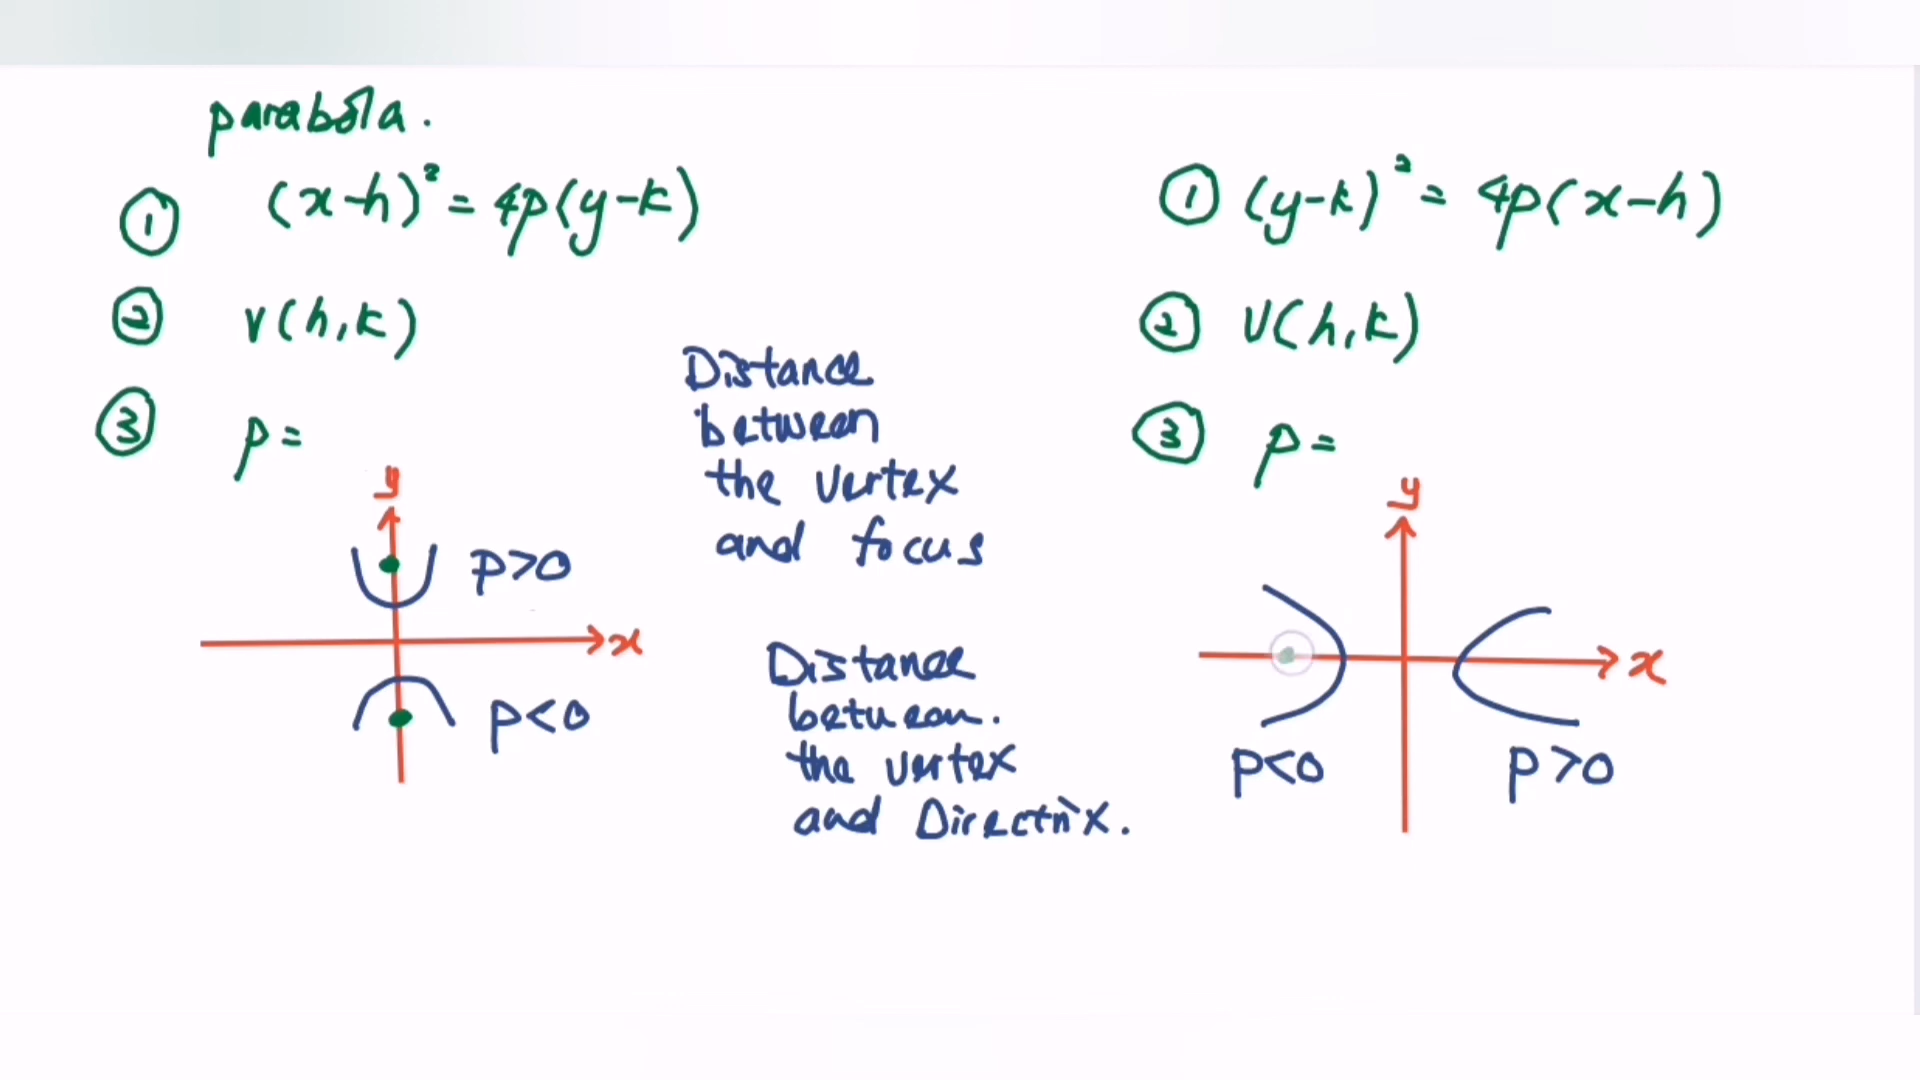 parabola.
① (x-h)² = 4p(y-k)
② V(h,k)
③ p=
y
p>0
x
p<0
Distance
between
the vertex
and focus
Distance
between.
the vertex
and Directrix.
① (y-k)² = 4p(x-h)
② V(h,k)
③ p=
y
x
p<0
p>0